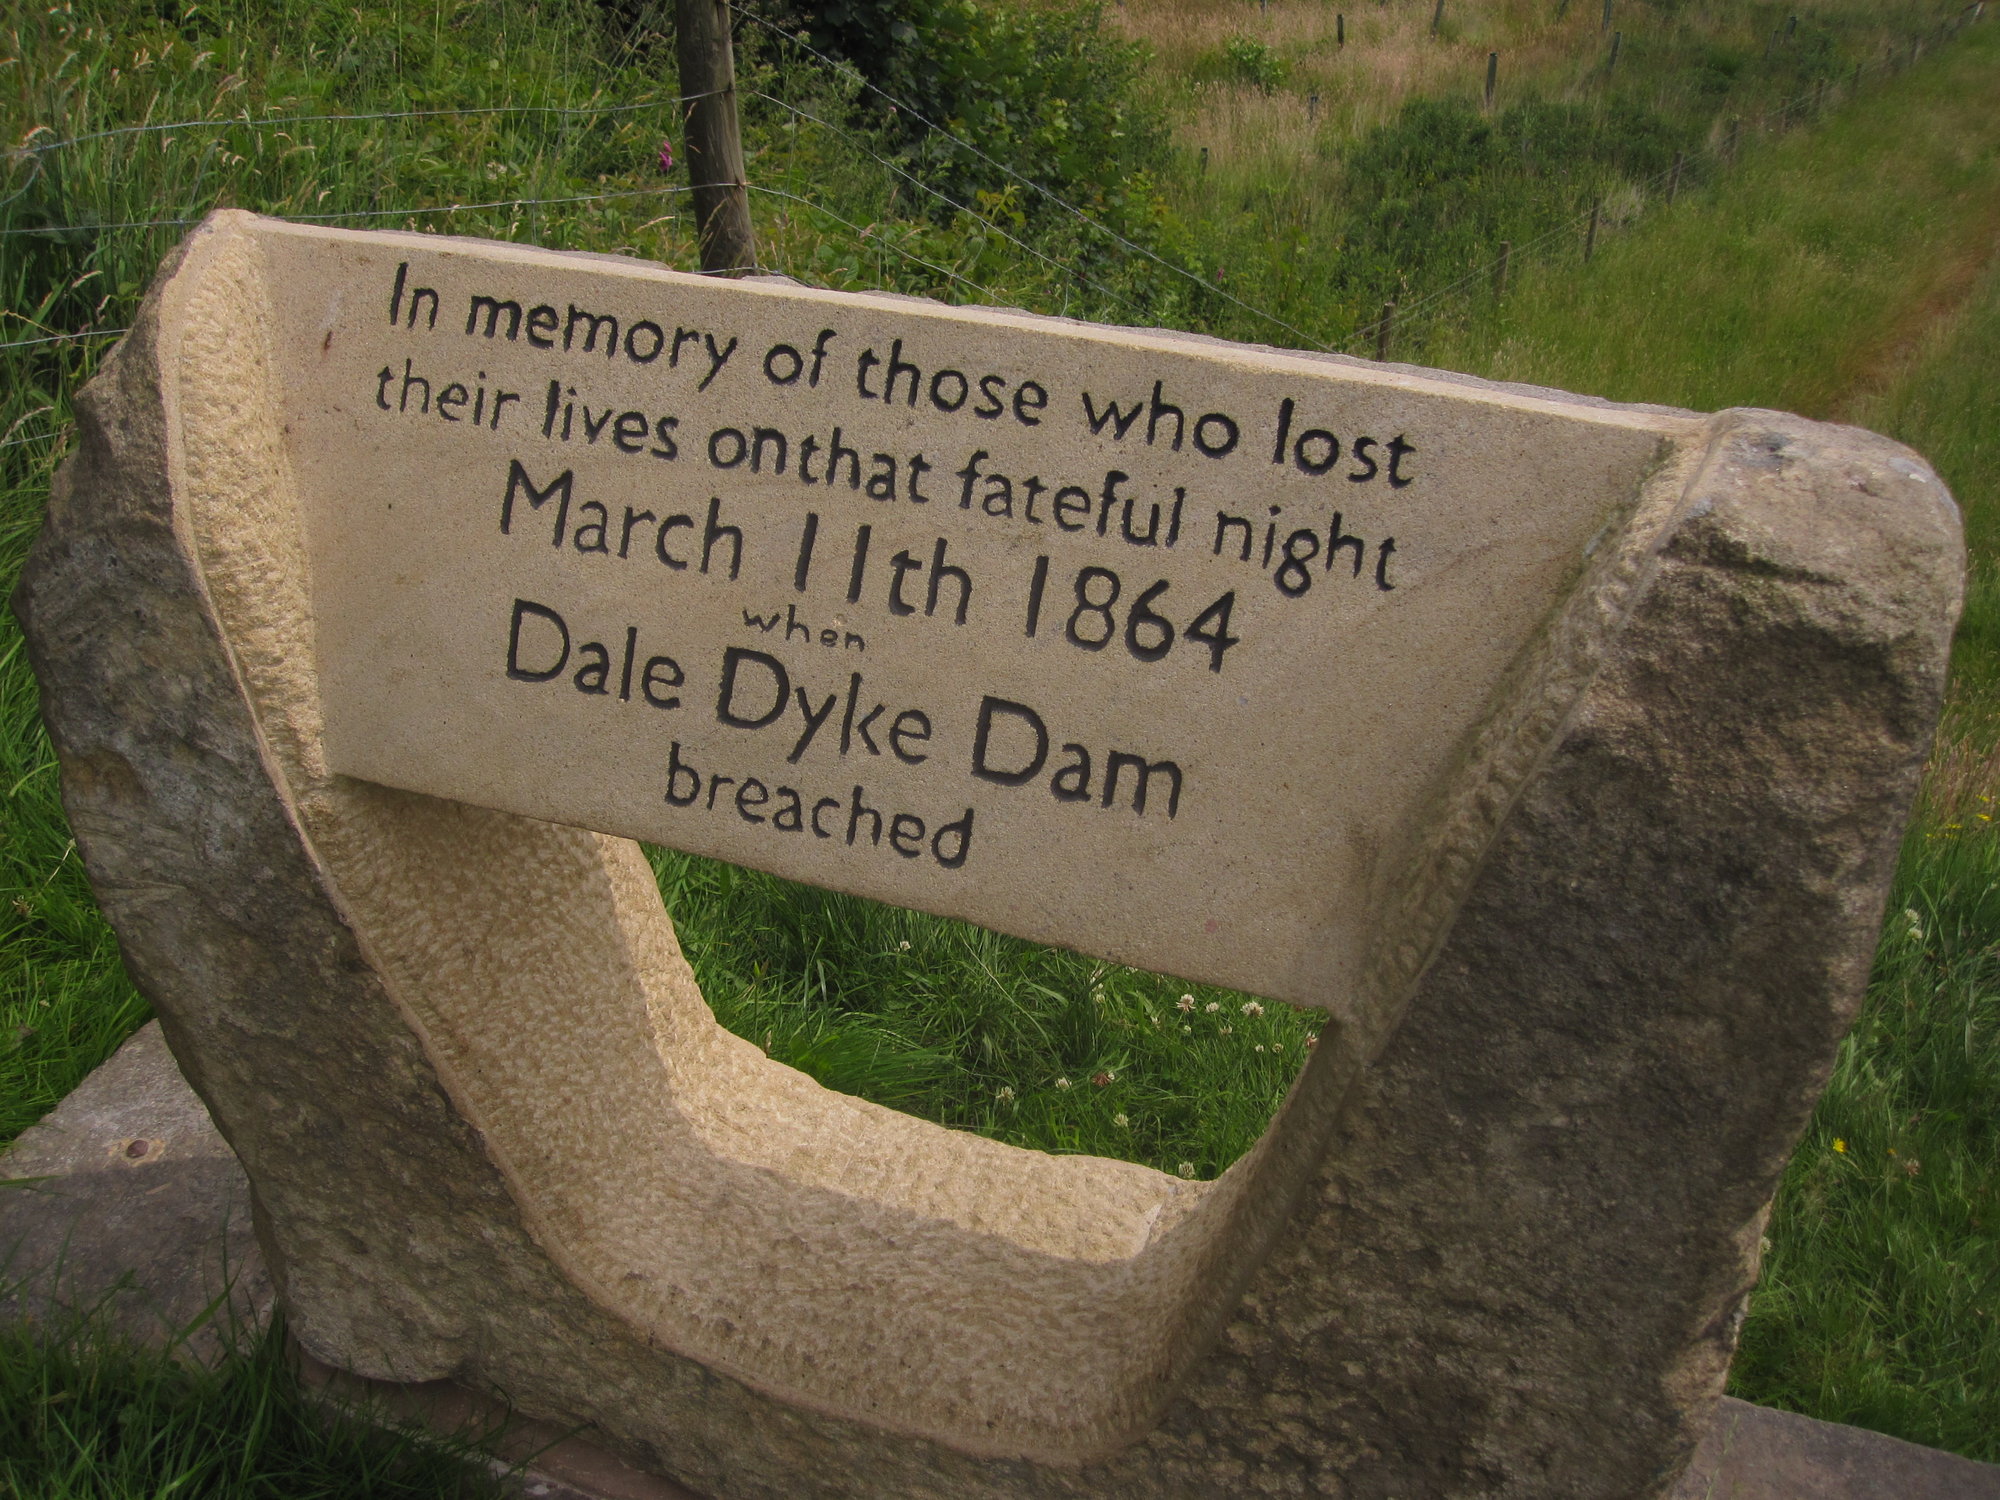 In memory of those who lost
their lives onthat fateful night
March 11th 1864
when
Dale Dyke Dam
breached